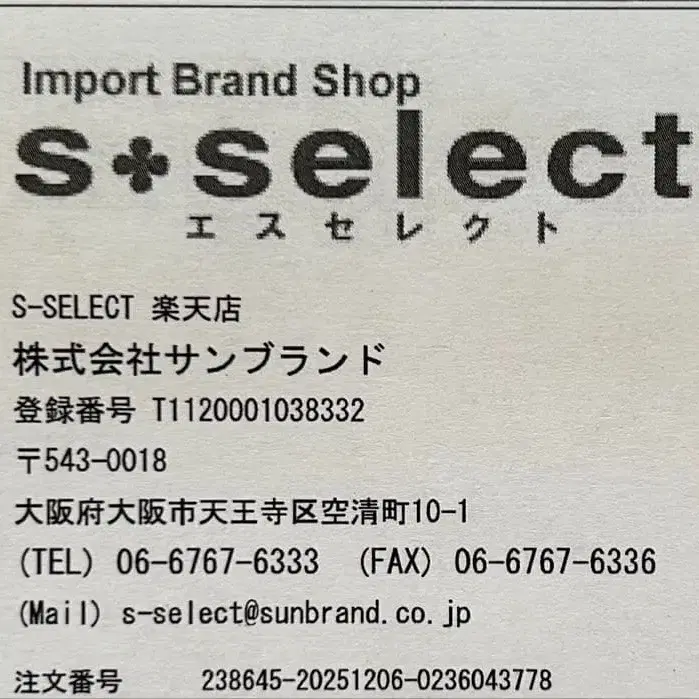 Import Brand Shop
s♣select
エスセレクト
S-SELECT 楽天店
株式会社サンブランド
登録番号 T1120001038332
〒543-0018
大阪府大阪市天王寺区空清町10-1
(TEL) 06-6767-6333 (FAX) 06-6767-6336
(Mail) s-select@sunbrand.co.jp
注文番号 238645-20251206-0236043778